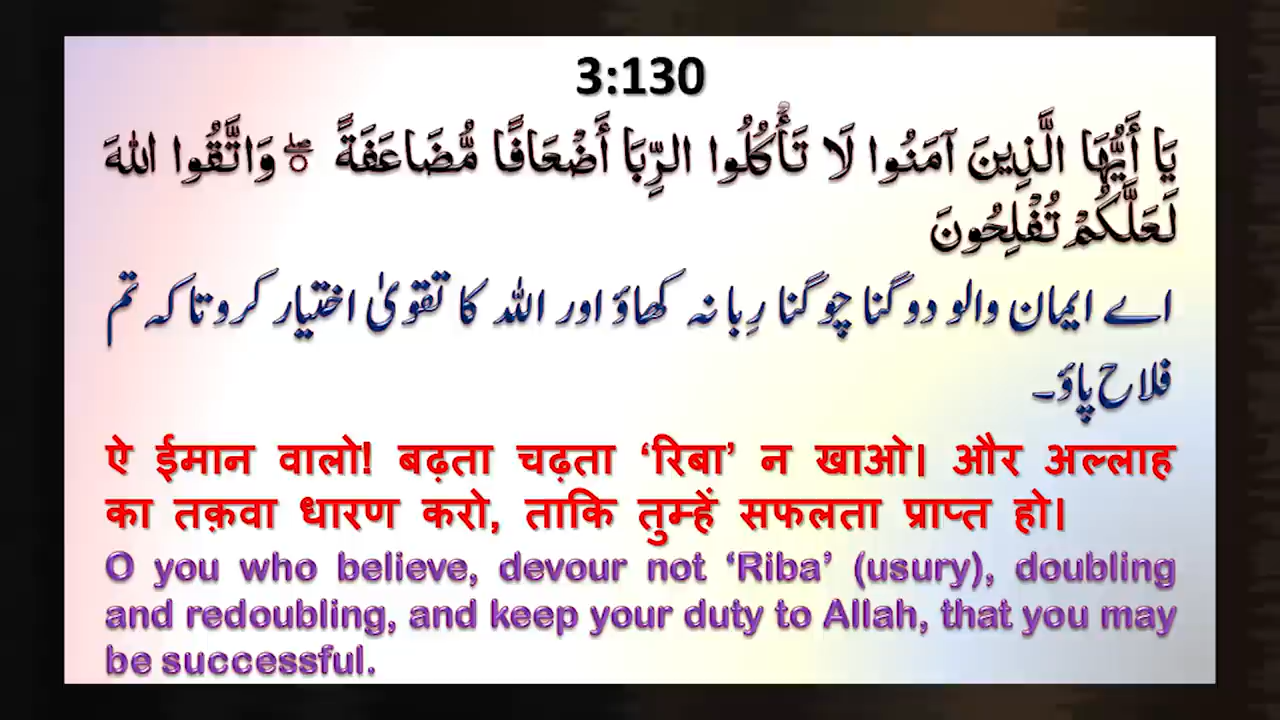 3:130
يَا أَيُّهَا الَّذِينَ آمَنُوا لَا تَأْكُلُوا الرِّبَا أَضْعَافًا مُّضَاعَفَةً ۖ وَاتَّقُوا اللهَ
لَعَلَّكُمْ تُفْلِحُونَ
اے ایمان والو دوگنا چوگنا رِبا نہ کھاؤ اور اللہ کا تقویٰ اختیار کرو تاکہ تم
فلاح پاؤ۔
ऐ ईमान वालो! बढ़ता चढ़ता ‘रिबा’ न खाओ। और अल्लाह
का तक़वा धारण करो, ताकि तुम्हें सफलता प्राप्त हो।
O you who believe, devour not ‘Riba’ (usury), doubling
and redoubling, and keep your duty to Allah, that you may
be successful.